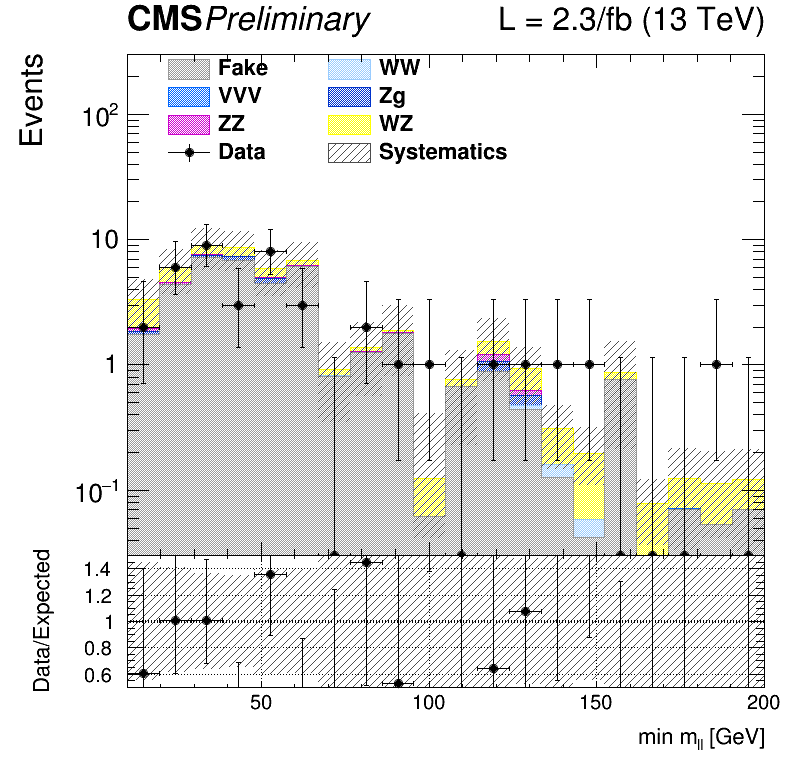 CMS Preliminary L = 2.3/fb (13 TeV)
Events
Fake WW
VVV Zg
ZZ WZ
Data Systematics
10²
10
1
10⁻¹
Data/Expected
1.4
1.2
1
0.8
0.6
50 100 150 200
min m_ll [GeV]